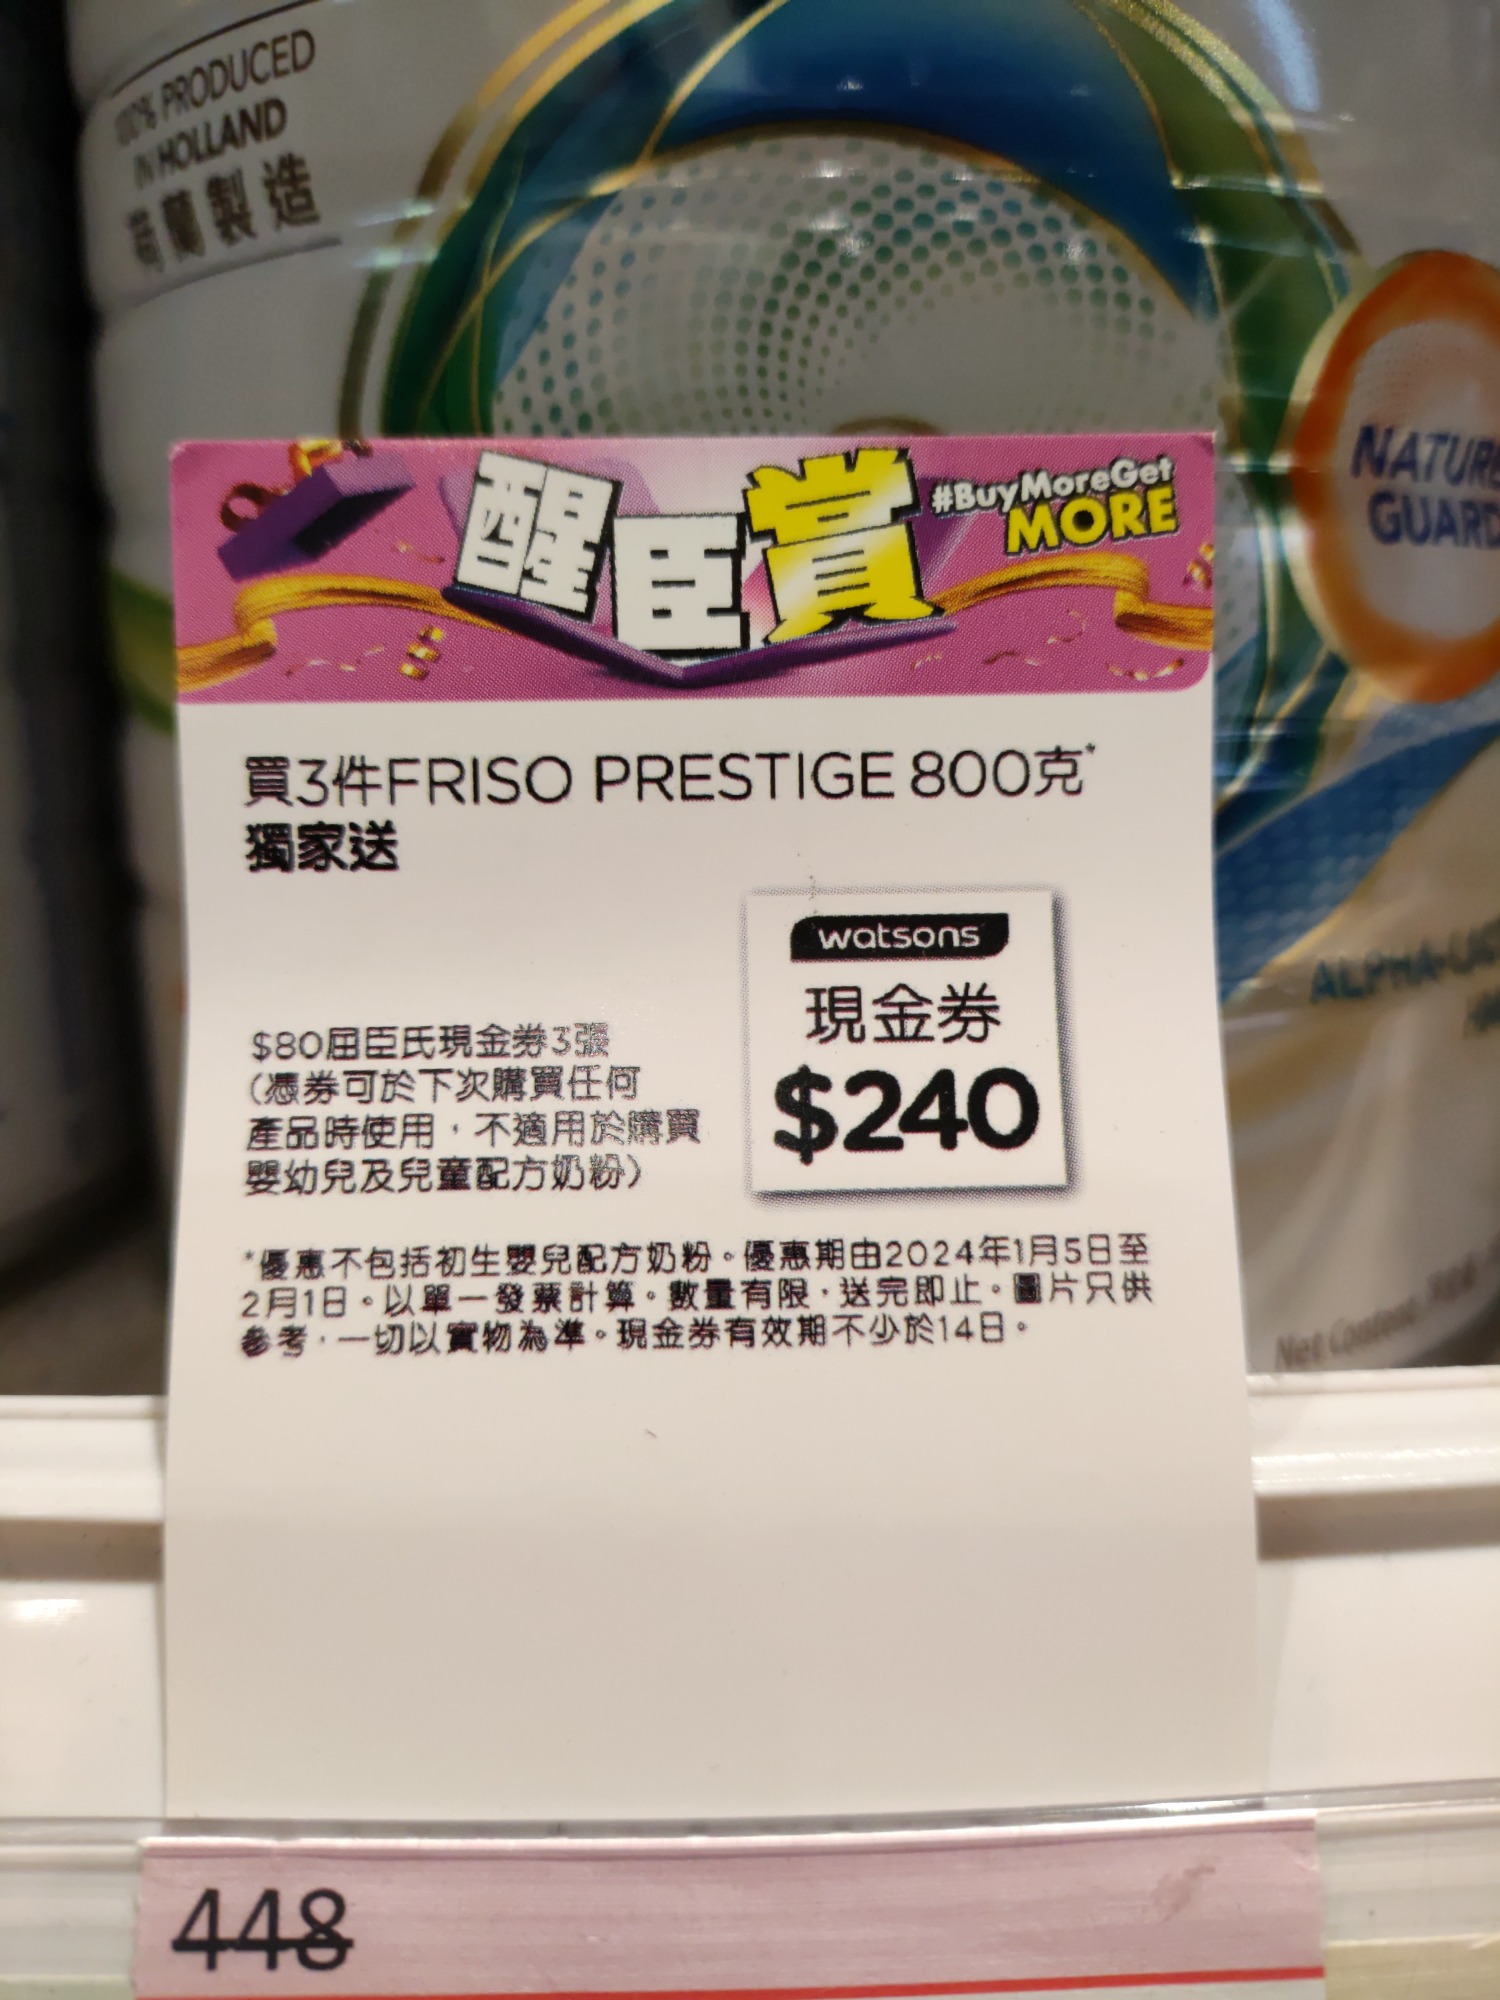 100% PRODUCED
IN HOLLAND
荷蘭製造
醒臣賞
#BuyMoreGet
MORE
NATURE
GUARD
買3件FRISO PRESTIGE 800克*
獨家送
watsons
現金券
$240
$80屈臣氏現金券3張
(憑券可於下次購買任何
產品時使用，不適用於購買
嬰幼兒及兒童配方奶粉)
*優惠不包括初生嬰兒配方奶粉。優惠期由2024年1月5日至
2月1日。以單一發票計算。數量有限，送完即止。圖片只供
參考，一切以實物為準。現金券有效期不少於14日。
Net Content
448